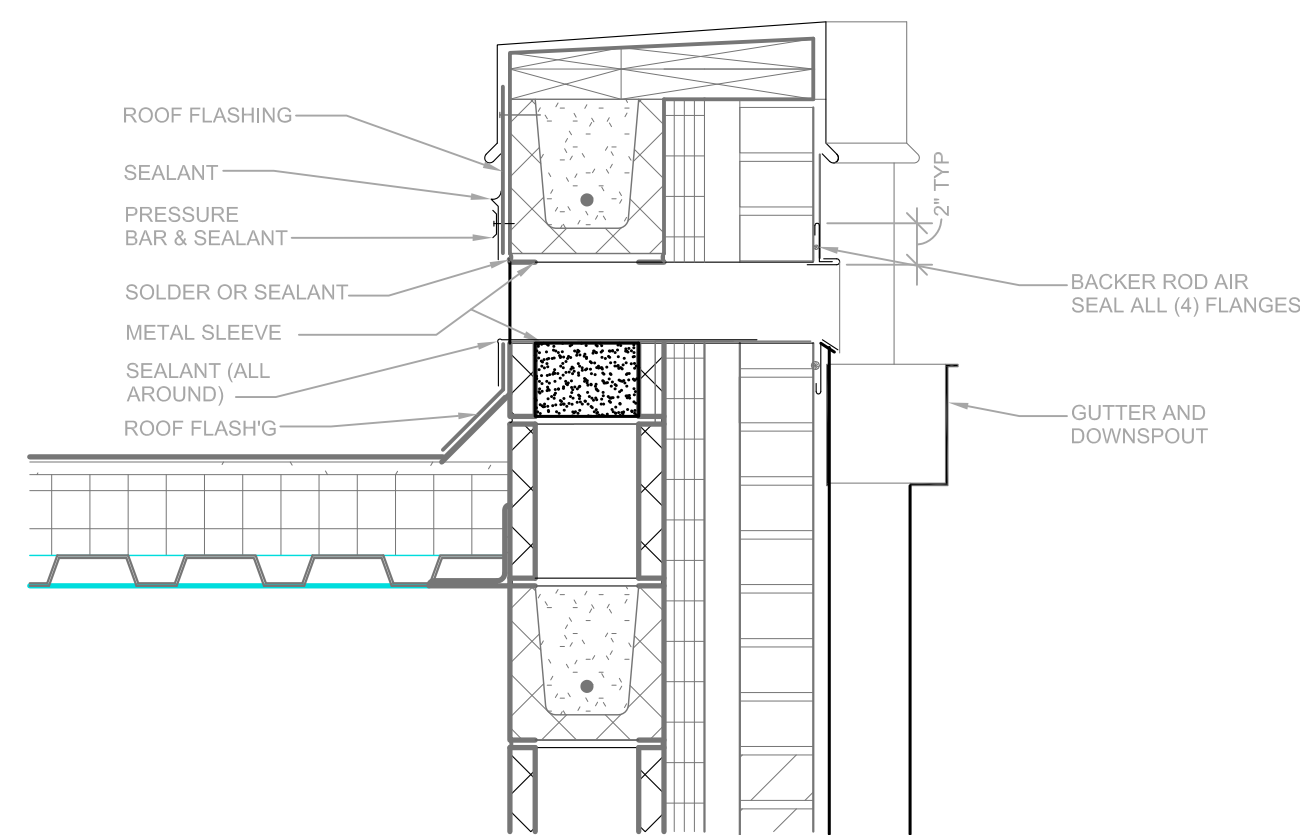 ROOF FLASHING
SEALANT
PRESSURE
BAR & SEALANT
SOLDER OR SEALANT
METAL SLEEVE
SEALANT (ALL
AROUND)
ROOF FLASH'G
2" TYP
BACKER ROD AIR
SEAL ALL (4) FLANGES
GUTTER AND
DOWNSPOUT